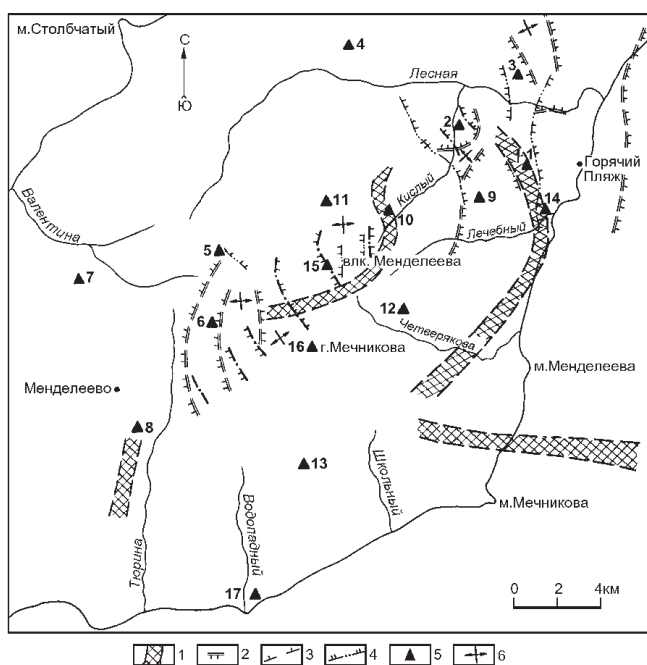 м.Столбчатый
С
Ю
4
Лесная
3
2
1
Горячий
Пляж
Валентина
11
Кислый
10
9
14
5
Лечебный
15
влк. Менделеева
7
12
6
Четверякова
16
г.Мечникова
м.Менделеева
Менделеево
8
13
Школьный
м.Мечникова
Водопадный
Тюрина
17
0 2 4км
1 2 3 4 5 6